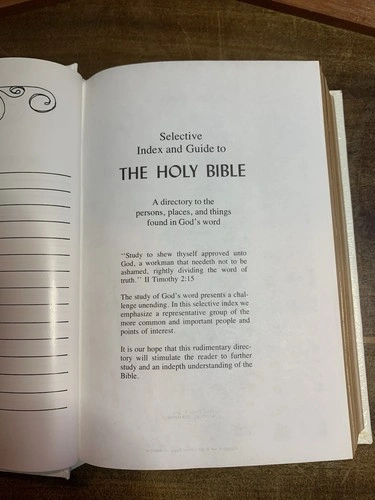 Selective
Index and Guide to
THE HOLY BIBLE
A directory to the
persons, places, and things
found in God's word
"Study to shew thyself approved unto
God, a workman that needeth not to be
ashamed, rightly dividing the word of
truth." II Timothy 2:15
The study of God's word presents a chal-
lenge unending. In this selective index we
emphasize a representative group of the
more common and important people and
points of interest.
It is our hope that this rudimentary direc-
tory will stimulate the reader to further
study and an indepth understanding of the
Bible.